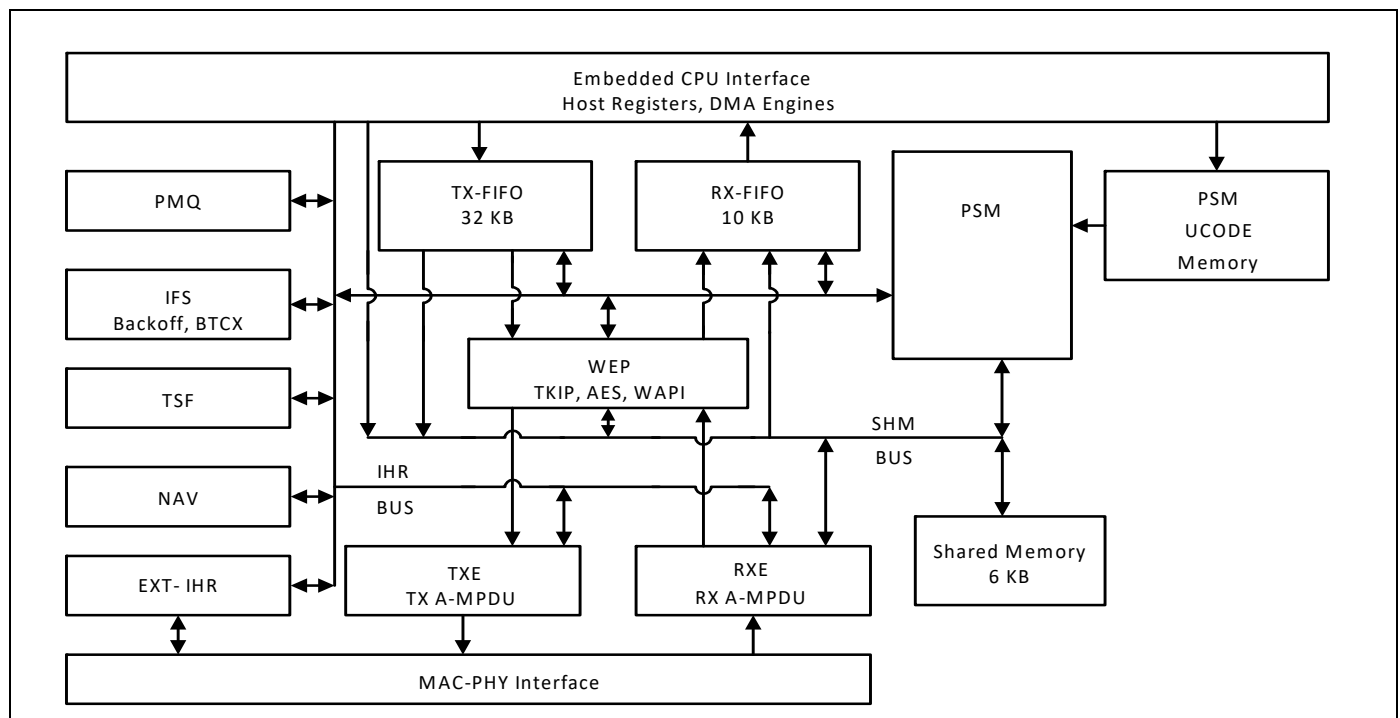 Embedded CPU Interface
Host Registers, DMA Engines
PMQ
TX-FIFO
32 KB
RX-FIFO
10 KB
PSM
PSM
UCODE
Memory
IFS
Backoff, BTCX
WEP
TKIP, AES, WAPI
TSF
SHM
BUS
IHR
BUS
NAV
Shared Memory
6 KB
EXT- IHR
TXE
TX A-MPDU
RXE
RX A-MPDU
MAC-PHY Interface